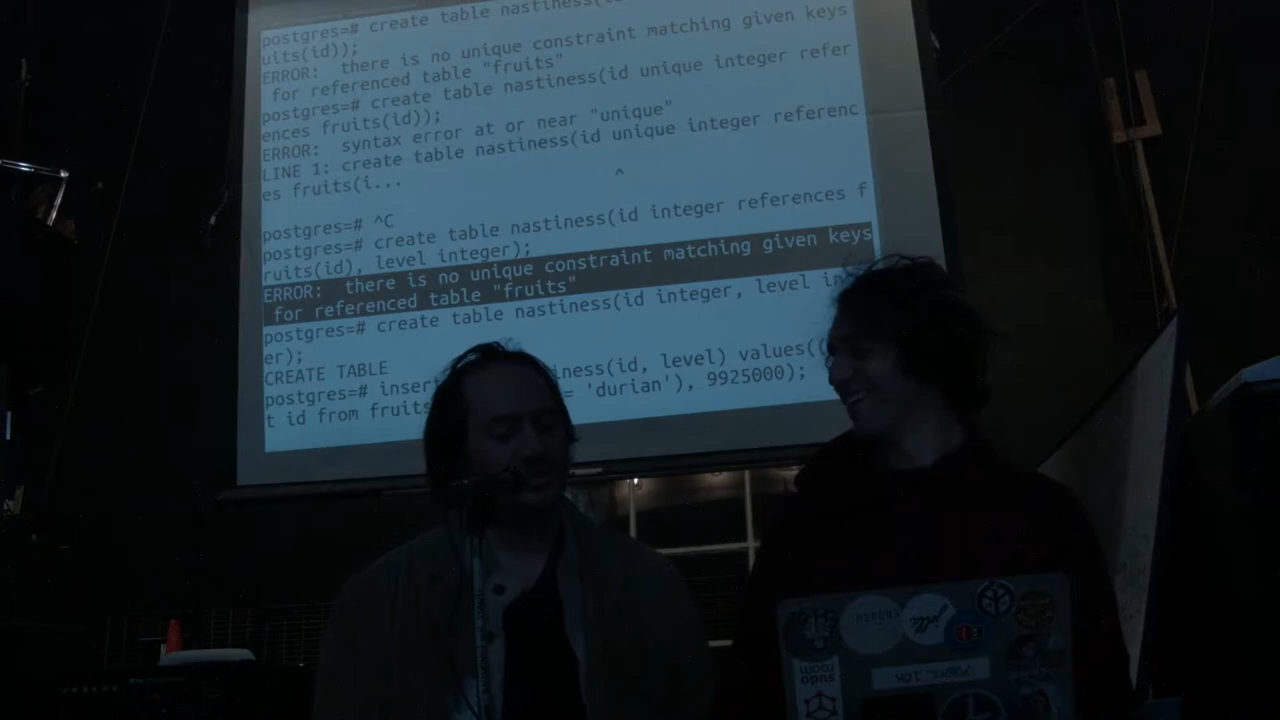 postgres=# create table nastiness(i
uits(id));
ERROR:  there is no unique constraint matching given keys
 for referenced table "fruits"
postgres=# create table nastiness(id unique integer refer
ences fruits(id));
ERROR:  syntax error at or near "unique"
LINE 1: create table nastiness(id unique integer referenc
es fruits(i...
^
postgres=# ^C
postgres=# create table nastiness(id integer references f
ruits(id), level integer);
ERROR:  there is no unique constraint matching given keys
 for referenced table "fruits"
postgres=# create table nastiness(id integer, level in
er);
CREATE TABLE
postgres=# inser iness(id, level) values((
t id from fruits = 'durian'), 9925000);
jolla
sudo
room